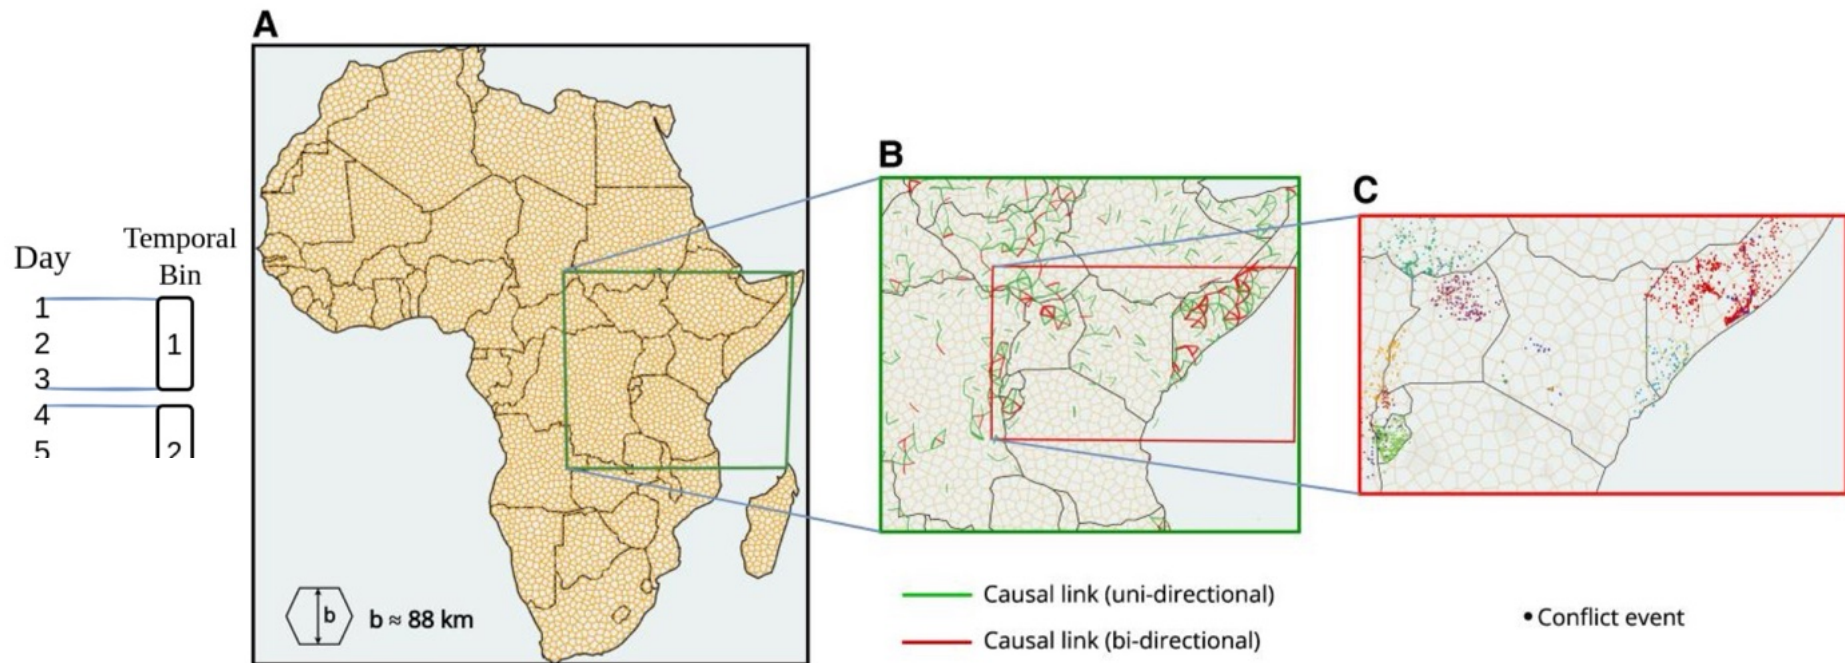 A
B
C
Day
Temporal
Bin
1
2
3
4
5
1
2
b
b ≈ 88 km
Causal link (uni-directional)
Causal link (bi-directional)
Conflict event